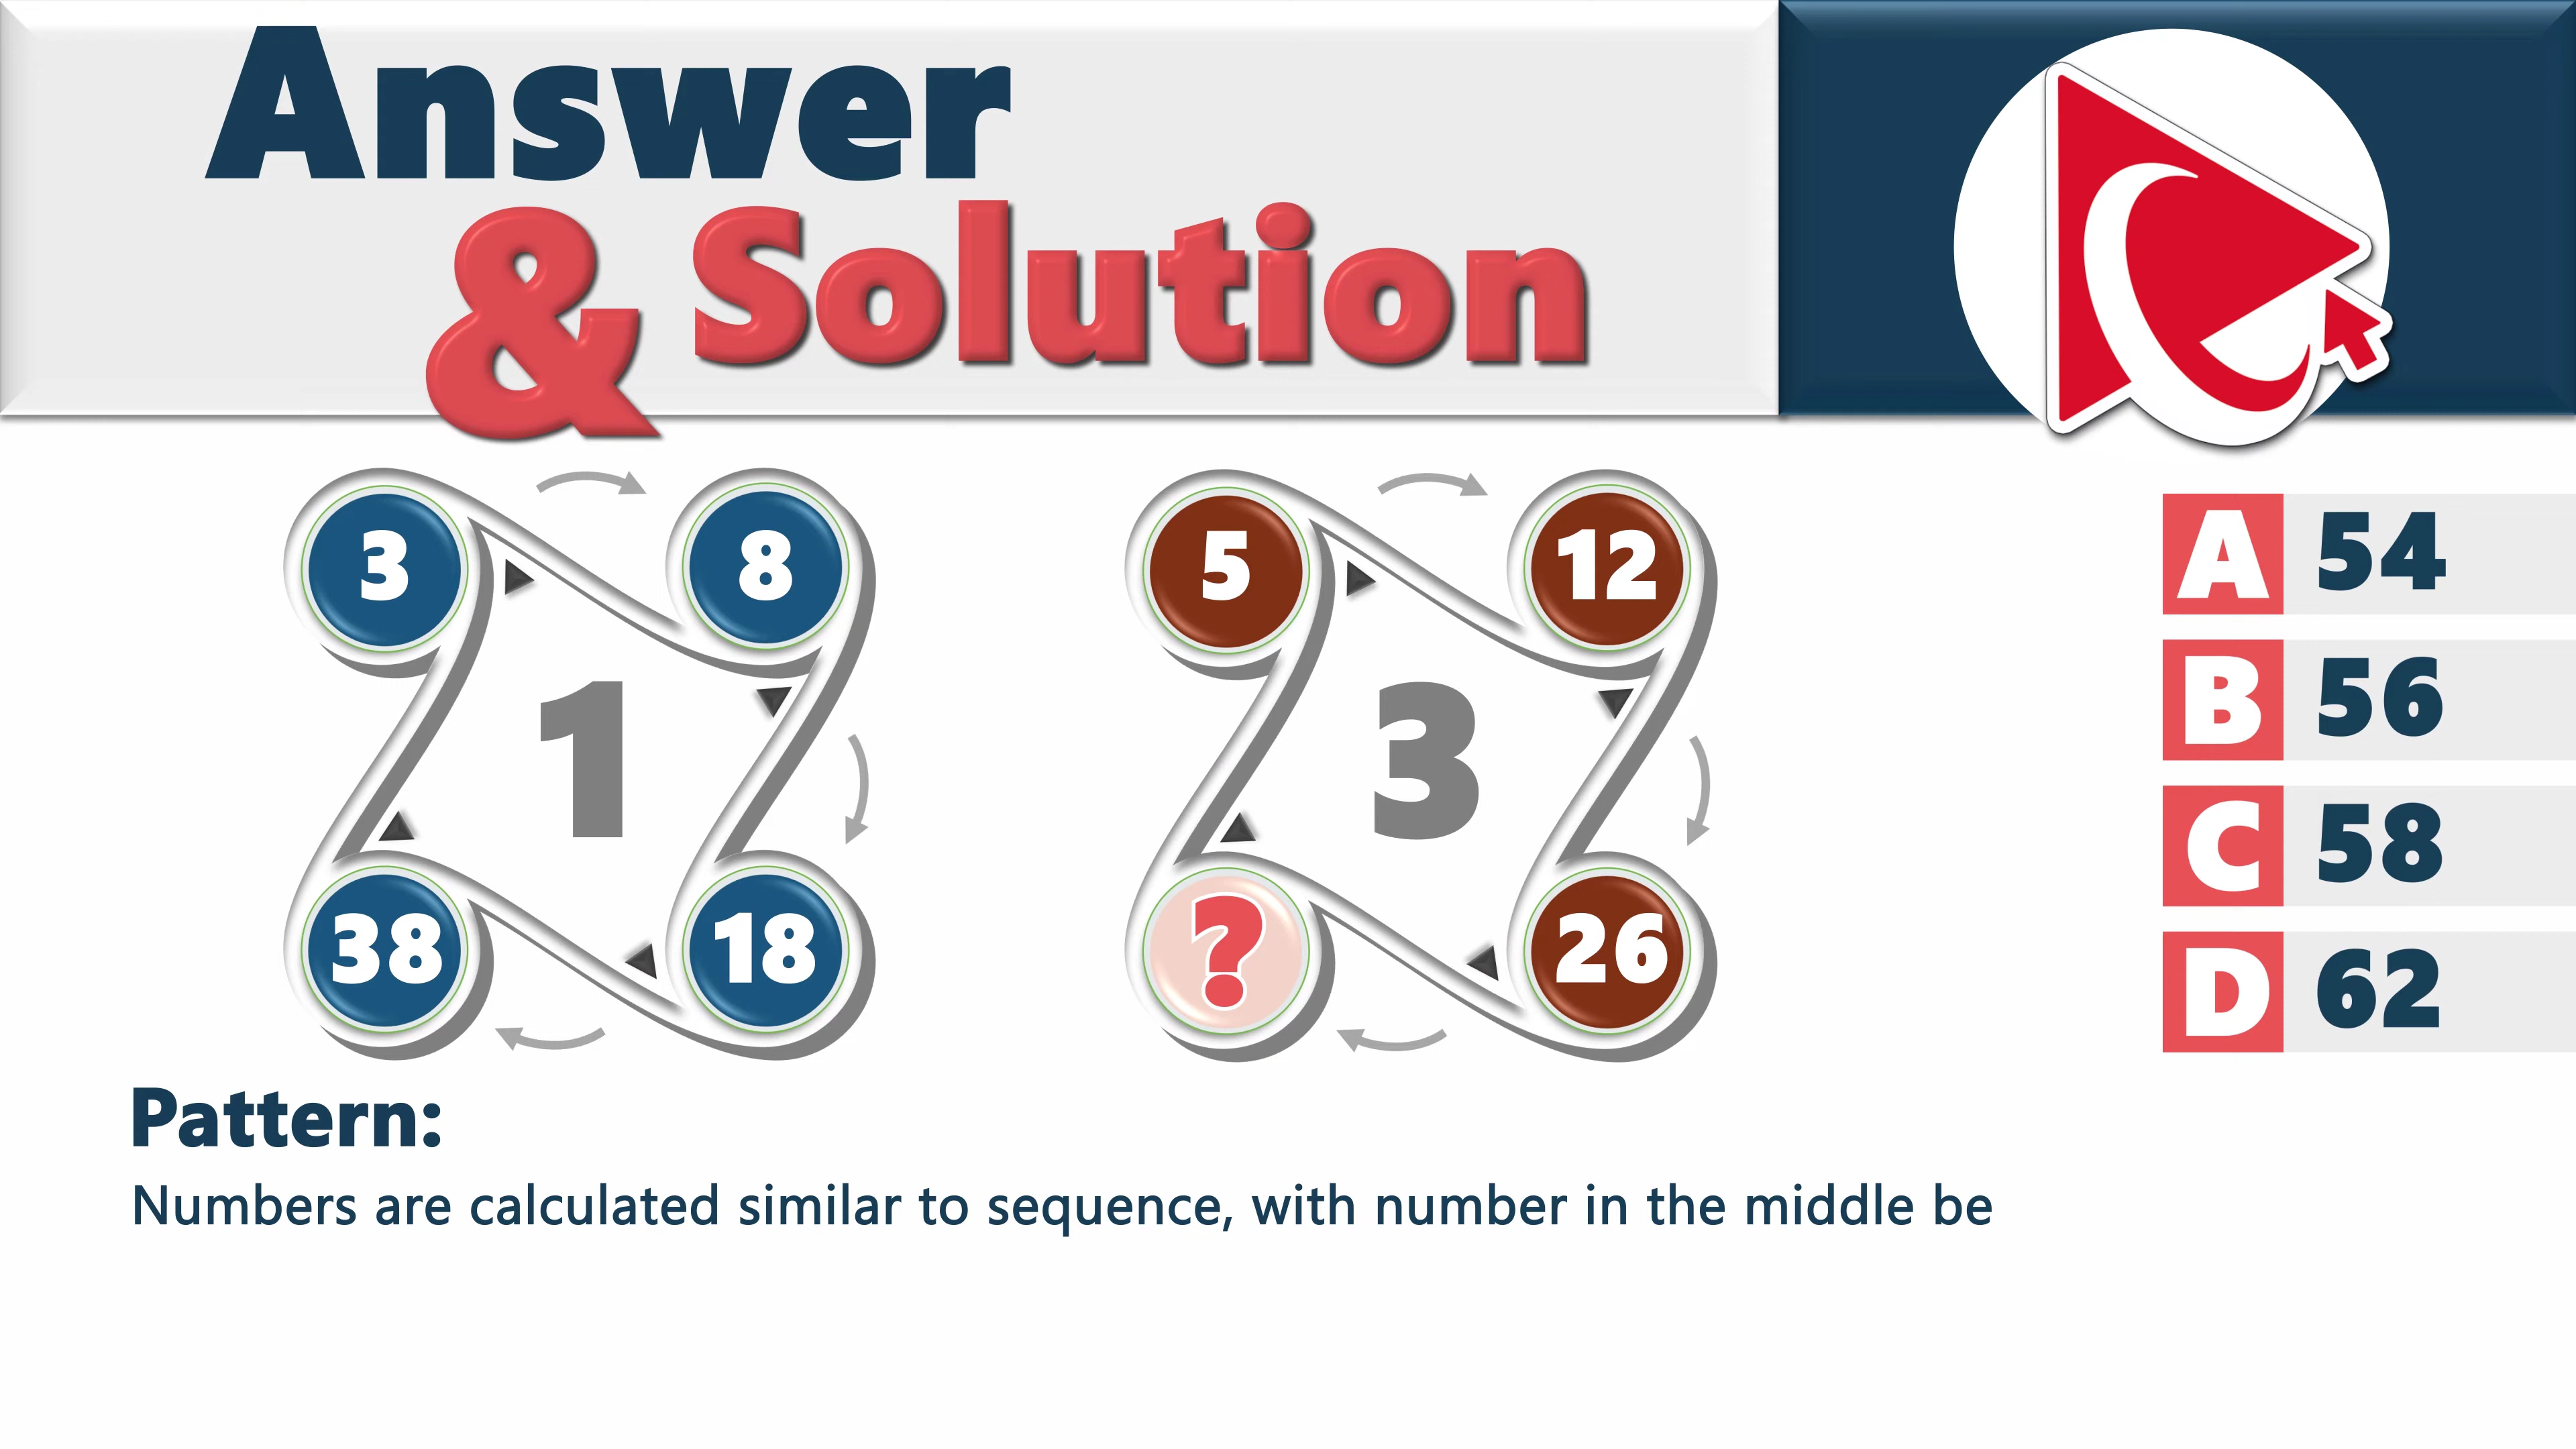 Answer
& Solution
3 8
1
38 18
5 12
3
? 26
A 54
B 56
C 58
D 62
Pattern:
Numbers are calculated similar to sequence, with number in the middle be